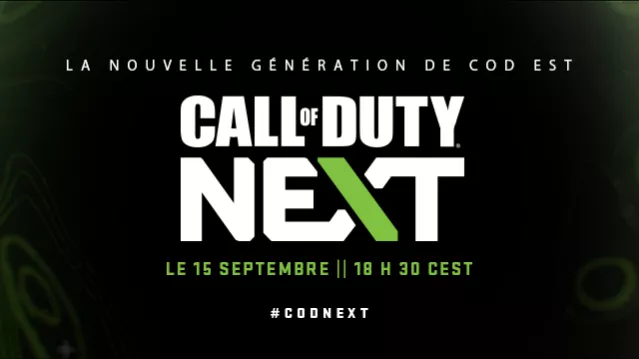 LA NOUVELLE GÉNÉRATION DE COD EST
CALL OF DUTY
NEXT
LE 15 SEPTEMBRE || 18 H 30 CEST
#CODNEXT